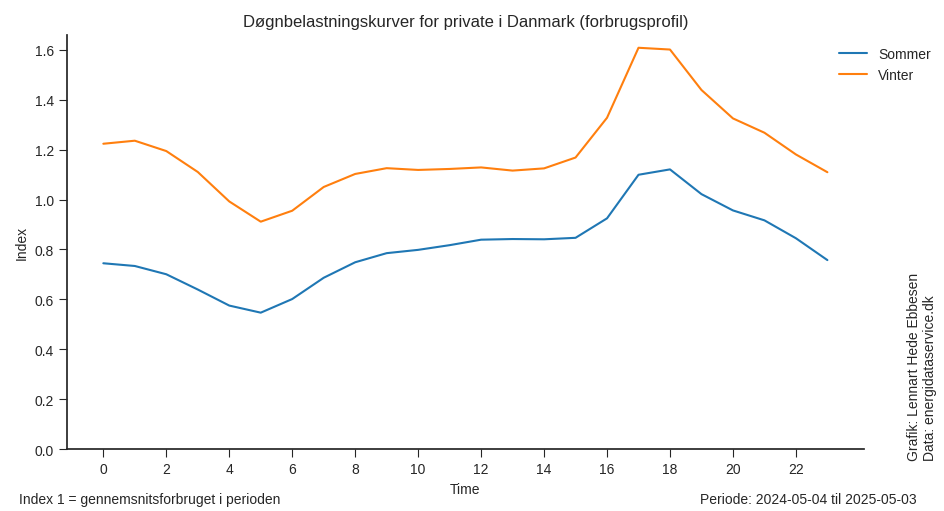 Døgnbelastningskurver for private i Danmark (forbrugsprofil)
Sommer
Vinter
1.6
1.4
1.2
1.0
0.8
0.6
0.4
0.2
0.0
Index
0 2 4 6 8 10 12 14 16 18 20 22
Time
Grafik: Lennart Hede Ebbesen
Data: energidataservice.dk
Index 1 = gennemsnitsforbruget i perioden
Periode: 2024-05-04 til 2025-05-03